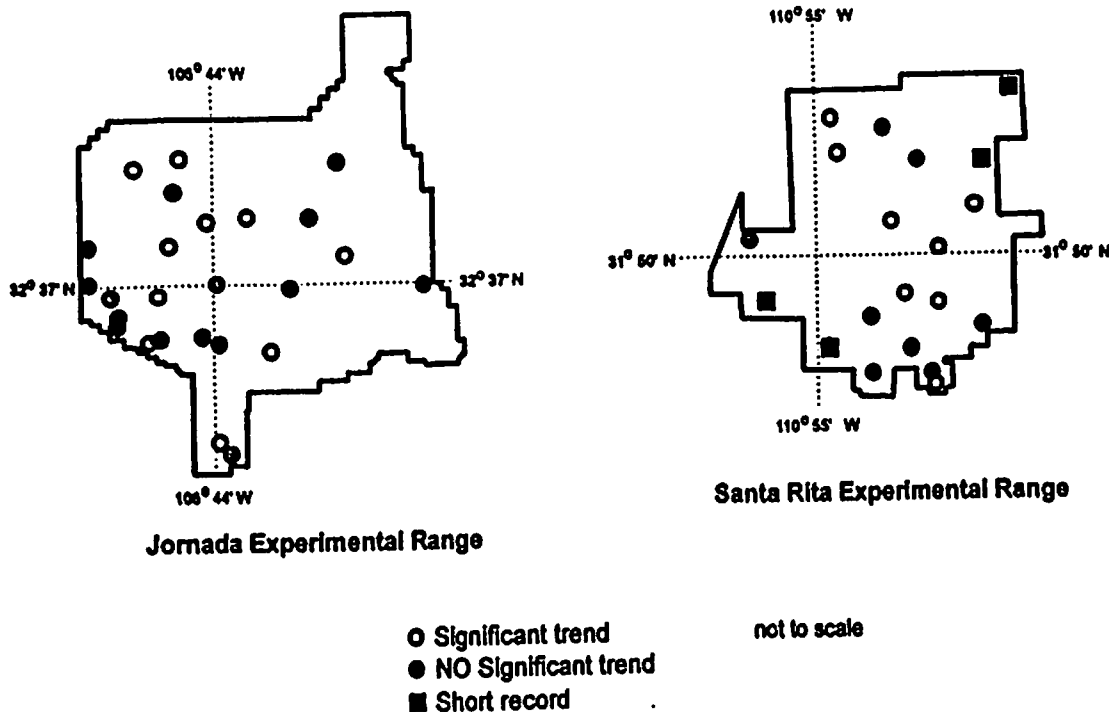 110° 55' W
106° 44' W
31° 50' N
31° 50' N
32° 37' N
32° 37' N
110° 55' W
106° 44' W
Santa Rita Experimental Range
Jornada Experimental Range
Significant trend
not to scale
NO Significant trend
Short record